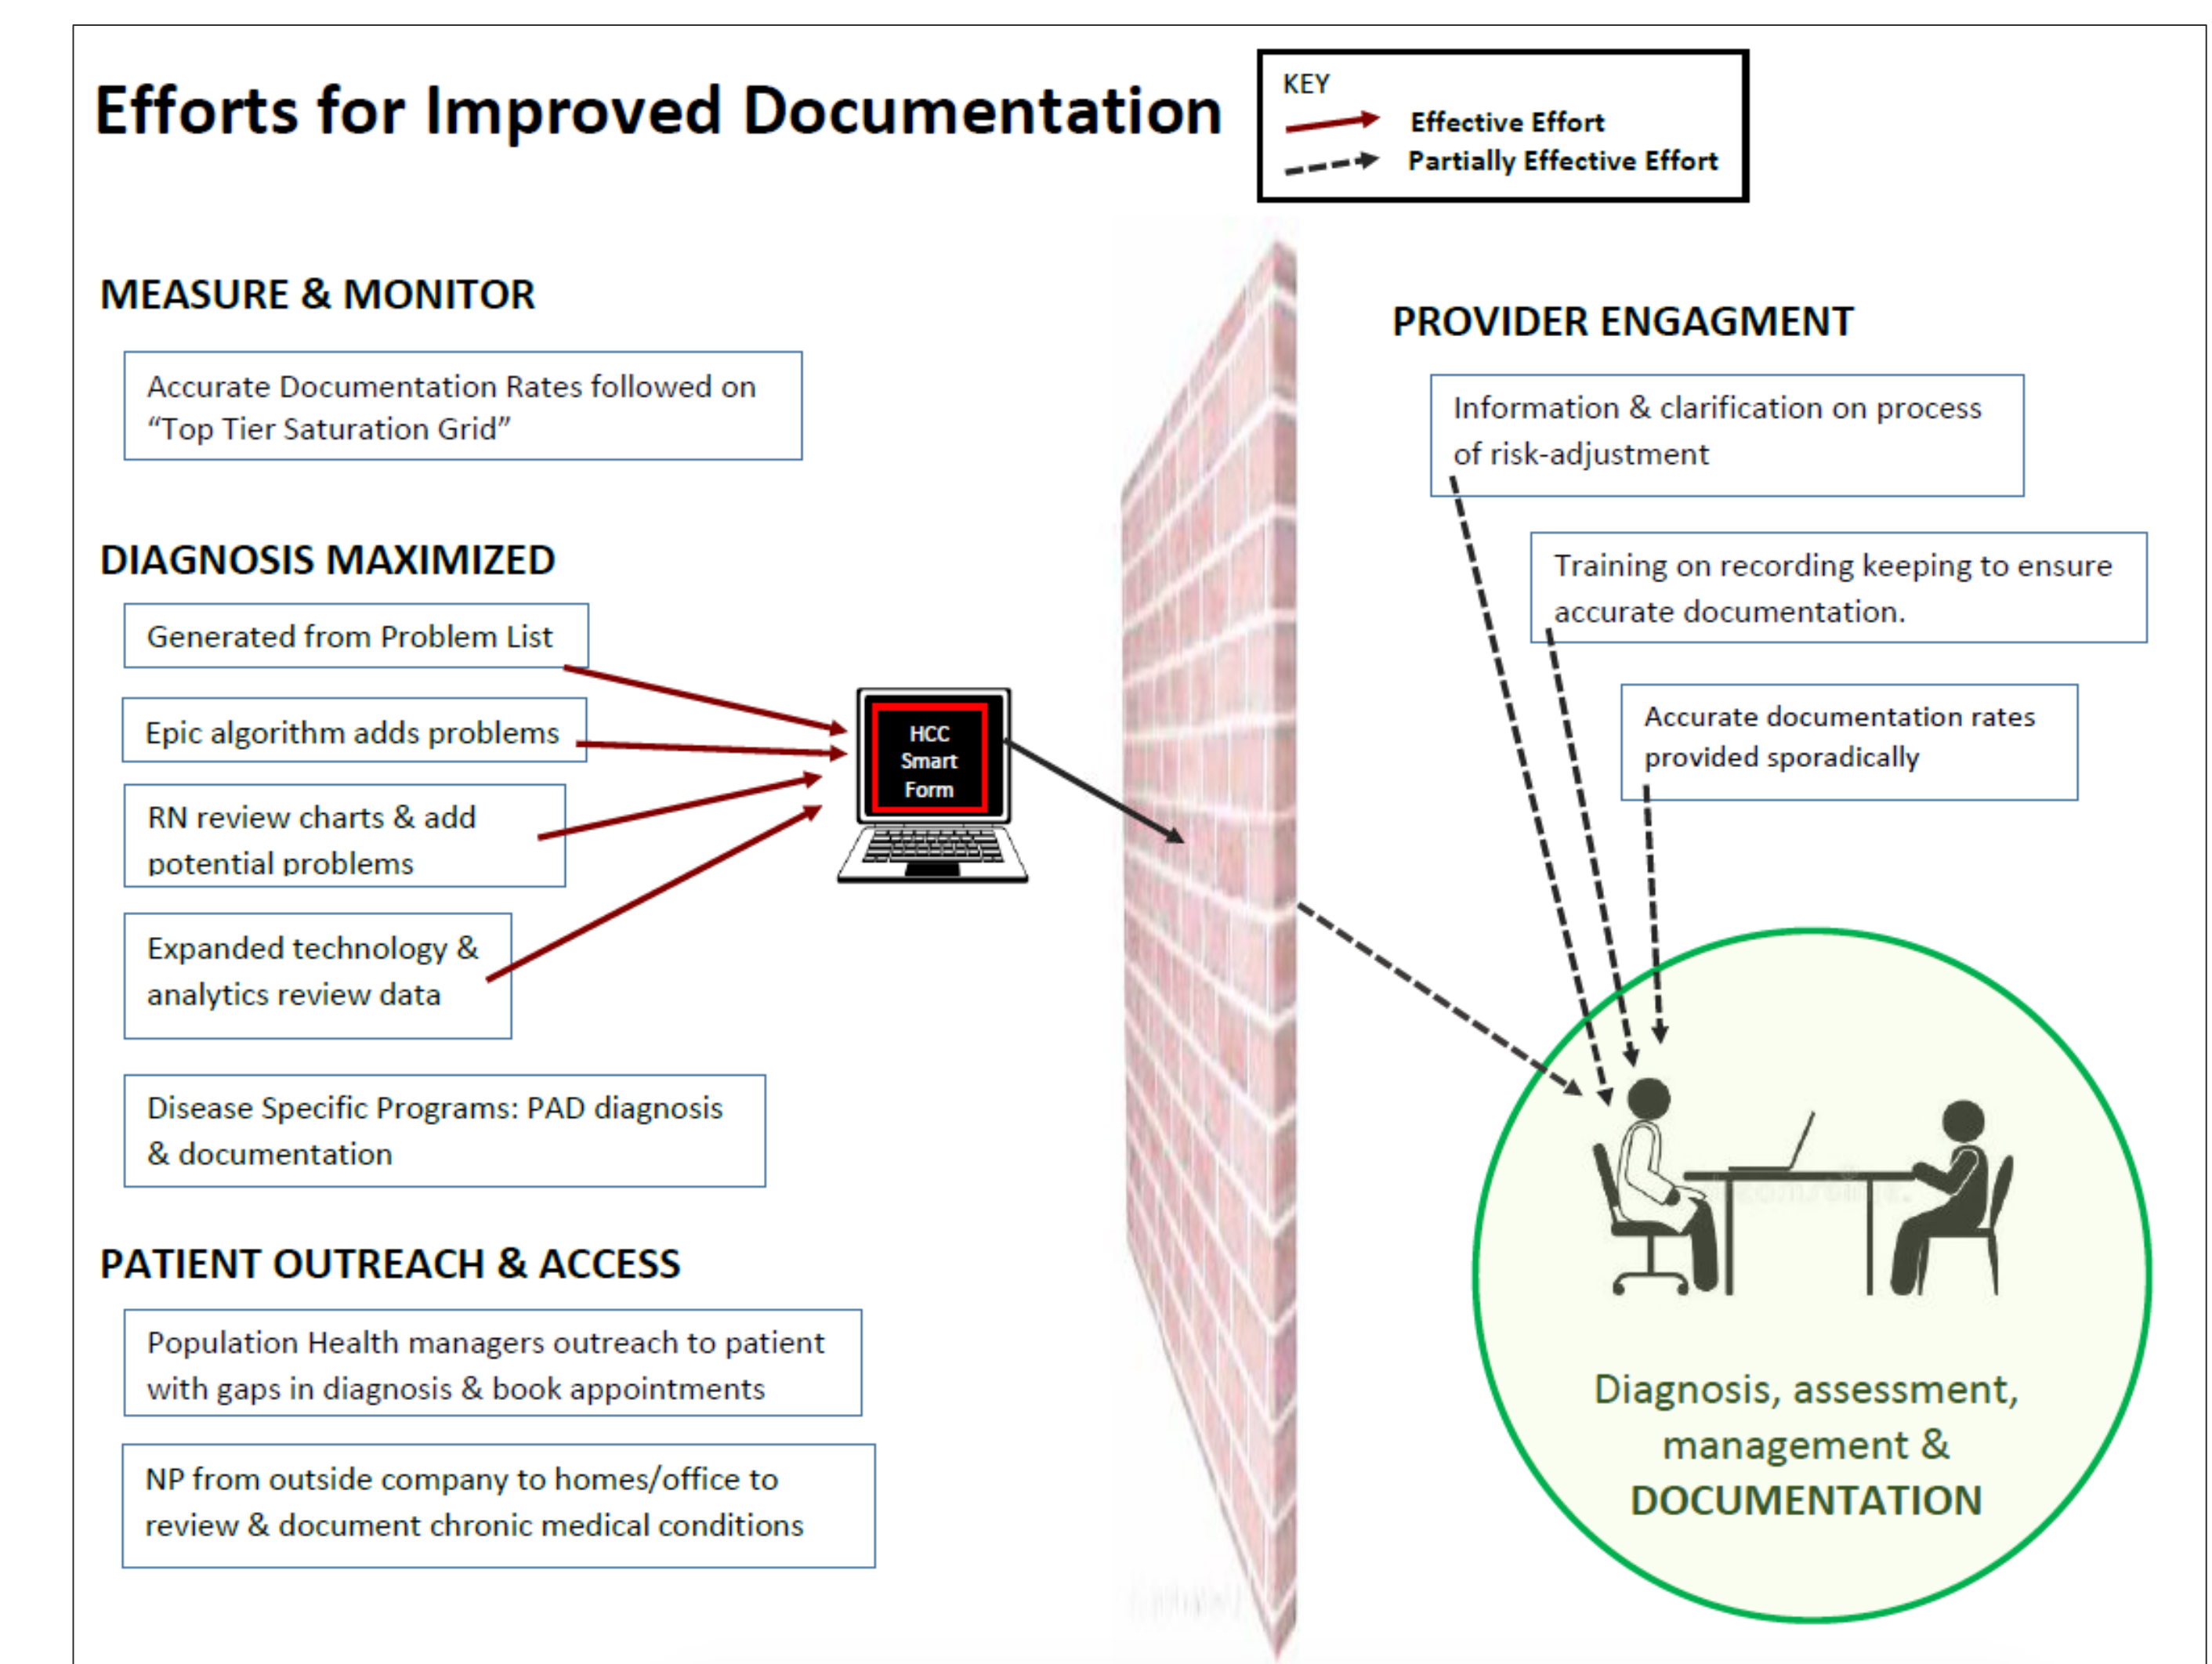 Efforts for Improved Documentation
KEY
Effective Effort
Partially Effective Effort
MEASURE & MONITOR
Accurate Documentation Rates followed on
“Top Tier Saturation Grid”
DIAGNOSIS MAXIMIZED
Generated from Problem List
Epic algorithm adds problems
RN review charts & add
potential problems
Expanded technology &
analytics review data
Disease Specific Programs: PAD diagnosis
& documentation
PATIENT OUTREACH & ACCESS
Population Health managers outreach to patient
with gaps in diagnosis & book appointments
NP from outside company to homes/office to
review & document chronic medical conditions
HCC
Smart
Form
PROVIDER ENGAGMENT
Information & clarification on process
of risk-adjustment
Training on recording keeping to ensure
accurate documentation.
Accurate documentation rates
provided sporadically
Diagnosis, assessment,
management &
DOCUMENTATION